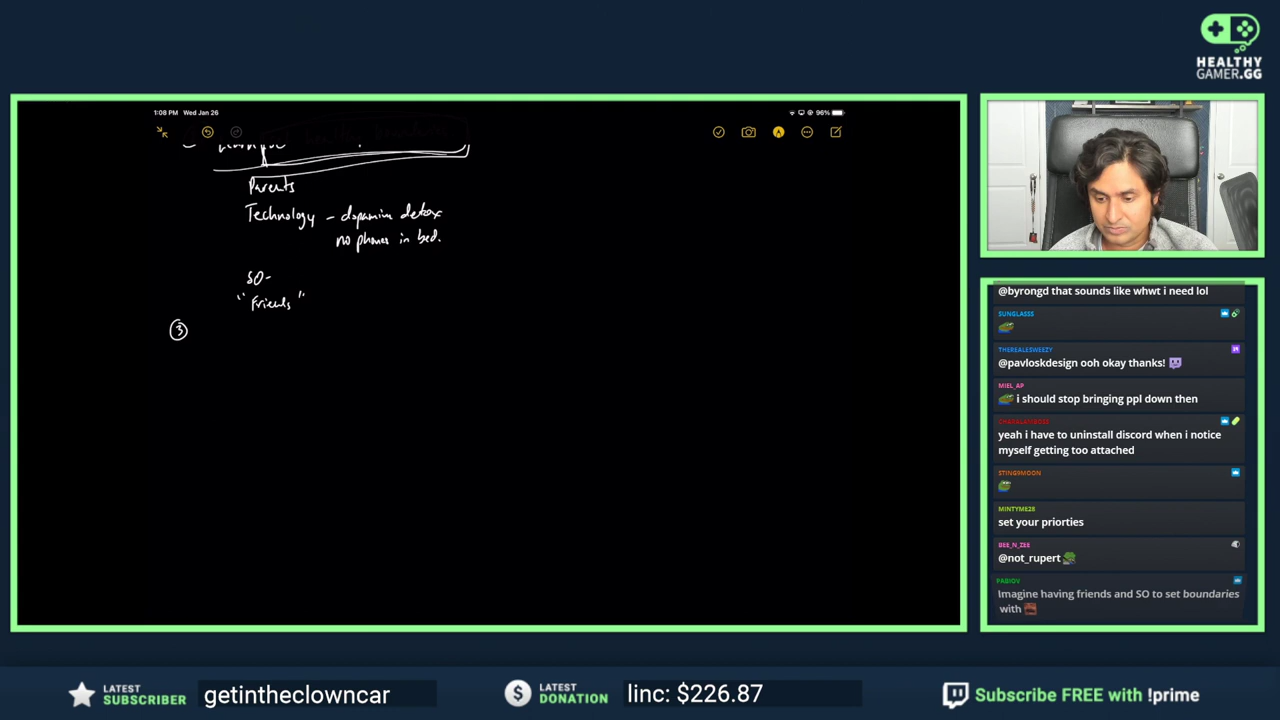 HEALTHY
GAMER.GG
1:08 PM Wed Jan 26
96%
Parents
Technology - dopamine detox
no phones in bed.
SO-
"Friends"
③
@byrongd that sounds like whwt i need lol
SUNGLASSS
THEREALESWEEZY
@pavloskdesign ooh okay thanks!
MIEL_AP
i should stop bringing ppl down then
yeah i have to uninstall discord when i notice
myself getting too attached
STING9MOON
MINTYME28
set your priorties
BEE_N_ZEE
@not_rupert
FABIOV
Imagine having friends and SO to set boundaries
with
LATEST
SUBSCRIBER
getintheclowncar
LATEST
DONATION
linc: $226.87
Subscribe FREE with !prime